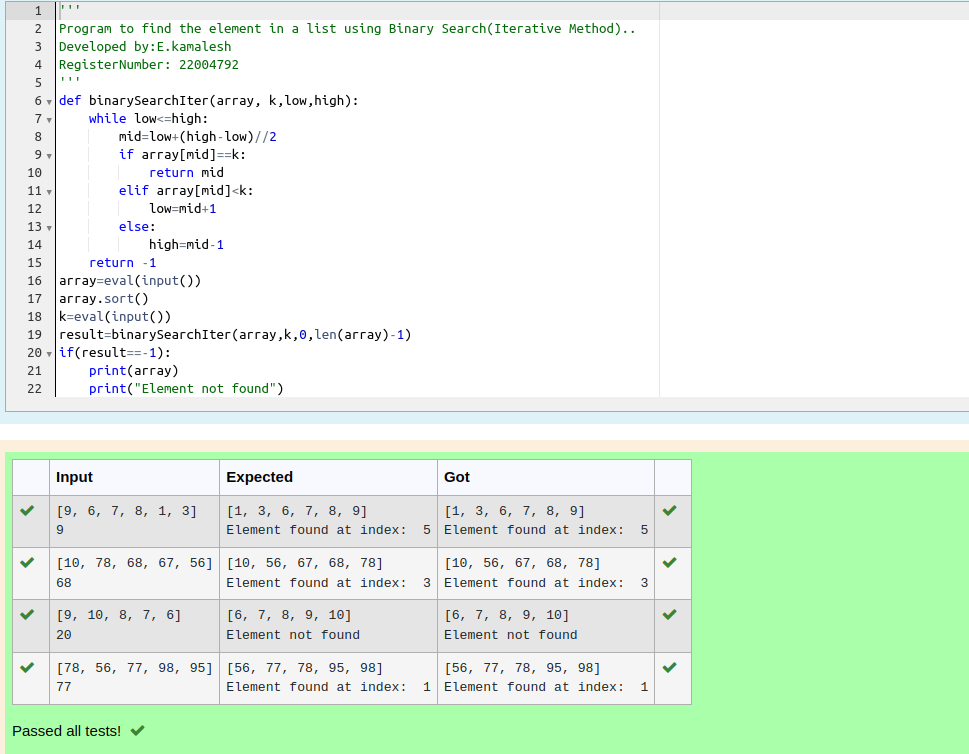 1 '''
2 Program to find the element in a list using Binary Search(Iterative Method)..
3 Developed by:E.kamalesh
4 RegisterNumber: 22004792
5 '''
6 def binarySearchIter(array, k,low,high):
7     while low<=high:
8         mid=low+(high-low)//2
9         if array[mid]==k:
10             return mid
11         elif array[mid]<k:
12             low=mid+1
13         else:
14             high=mid-1
15     return -1
16 array=eval(input())
17 array.sort()
18 k=eval(input())
19 result=binarySearchIter(array,k,0,len(array)-1)
20 if(result==-1):
21     print(array)
22     print("Element not found")
Input Expected Got
[9, 6, 7, 8, 1, 3] [1, 3, 6, 7, 8, 9] [1, 3, 6, 7, 8, 9]
9 Element found at index:  5 Element found at index:  5
[10, 78, 68, 67, 56] [10, 56, 67, 68, 78] [10, 56, 67, 68, 78]
68 Element found at index:  3 Element found at index:  3
[9, 10, 8, 7, 6] [6, 7, 8, 9, 10] [6, 7, 8, 9, 10]
20 Element not found Element not found
[78, 56, 77, 98, 95] [56, 77, 78, 95, 98] [56, 77, 78, 95, 98]
77 Element found at index:  1 Element found at index:  1
Passed all tests!